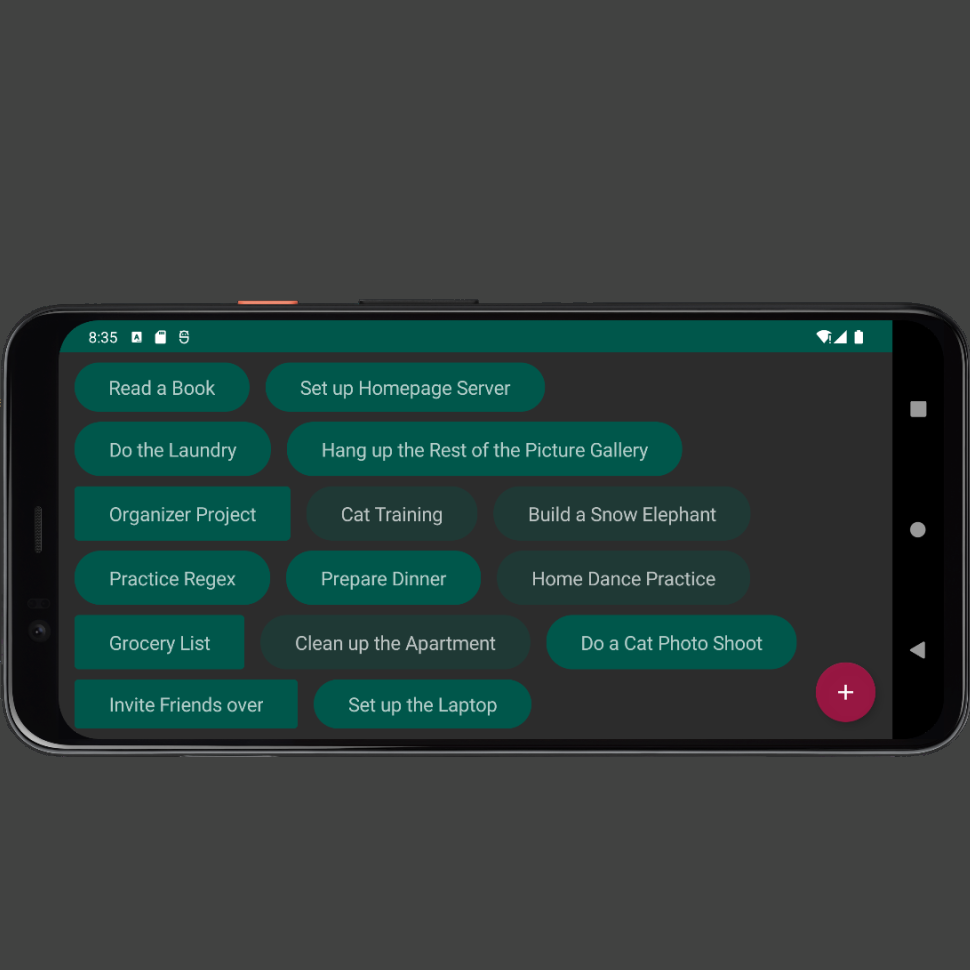 8:35
Read a Book Set up Homepage Server
Do the Laundry Hang up the Rest of the Picture Gallery
Organizer Project Cat Training Build a Snow Elephant
Practice Regex Prepare Dinner Home Dance Practice
Grocery List Clean up the Apartment Do a Cat Photo Shoot
Invite Friends over Set up the Laptop
+